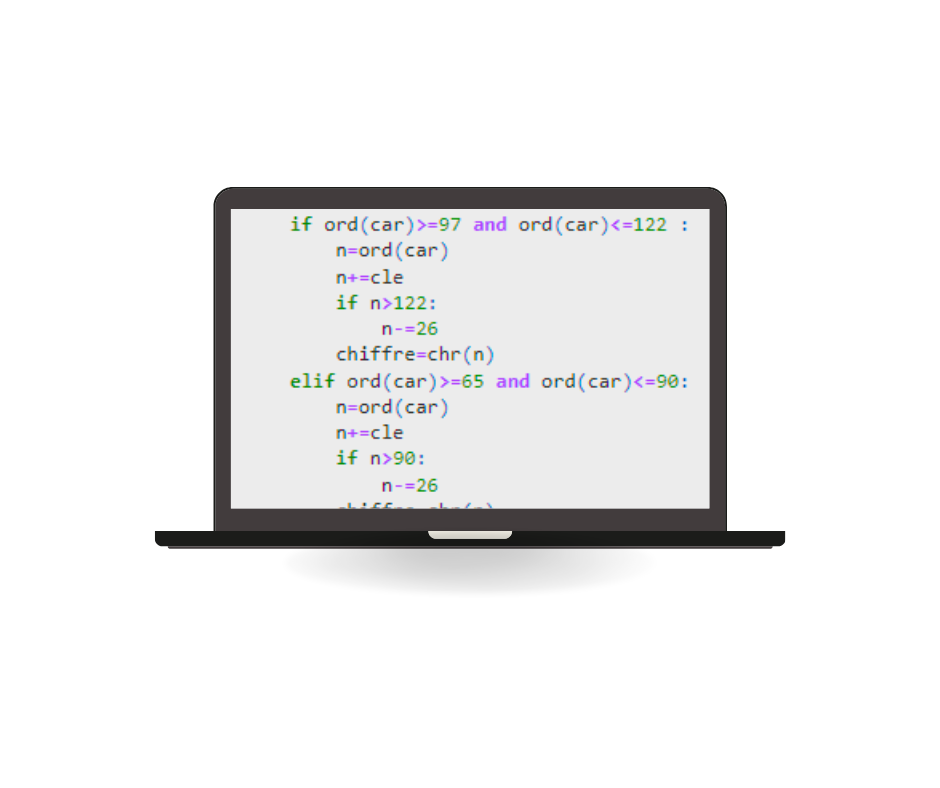 if ord(car)>=97 and ord(car)<=122 :
n=ord(car)
n+=cle
if n>122:
n-=26
chiffre=chr(n)
elif ord(car)>=65 and ord(car)<=90:
n=ord(car)
n+=cle
if n>90:
n-=26